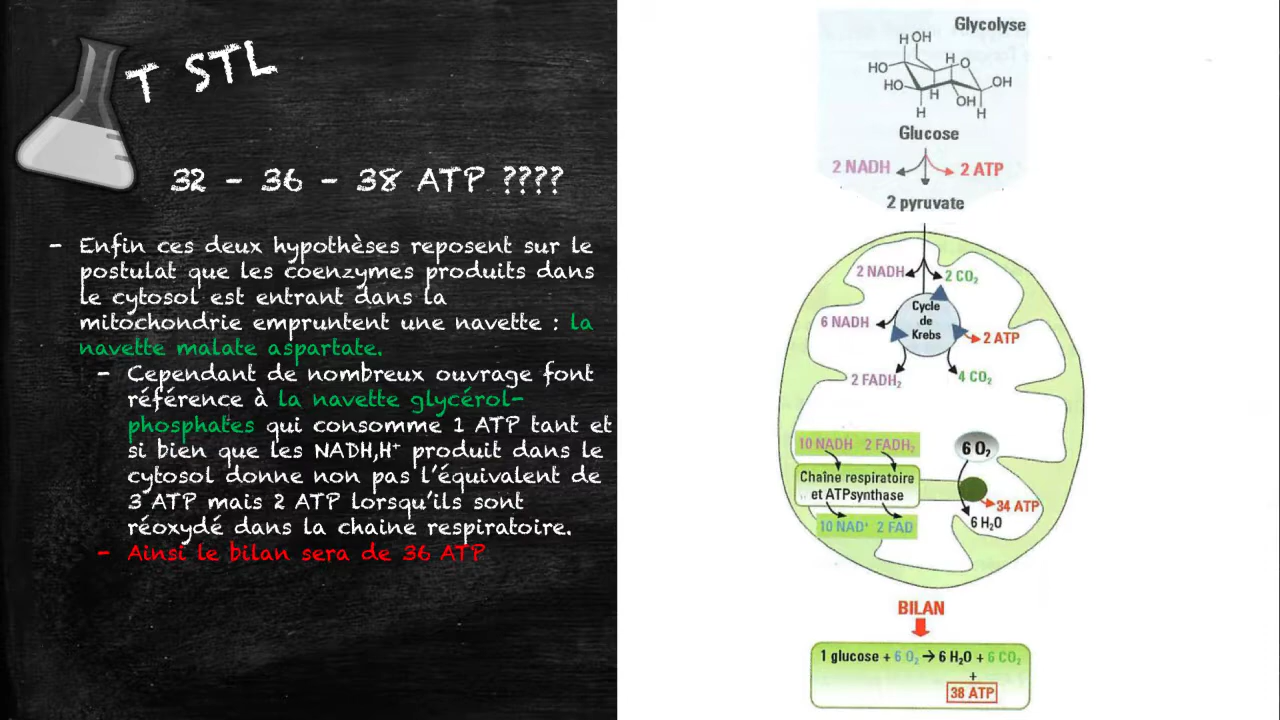 T STL
32 - 36 - 38 ATP ????
- Enfin ces deux hypothèses reposent sur le
postulat que les coenzymes produits dans
le cytosol est entrant dans la
mitochondrie empruntent une navette : la
navette malate aspartate.
- Cependant de nombreux ouvrage font
référence à la navette glycérol-
phosphates qui consomme 1 ATP tant et
si bien que les NADH,H⁺ produit dans le
cytosol donne non pas l'équivalent de
3 ATP mais 2 ATP lorsqu'ils sont
réoxydé dans la chaine respiratoire.
- Ainsi le bilan sera de 36 ATP
Glycolyse
H OH
HO
H
O
HO
OH
H
OH
H
H
Glucose
2 NADH
2 ATP
2 pyruvate
2 NADH
2 CO₂
Cycle
de
Krebs
6 NADH
2 ATP
2 FADH₂
4 CO₂
10 NADH 2 FADH₂
6 O₂
Chaîne respiratoire
et ATPsynthase
34 ATP
10 NAD⁺ 2 FAD
6 H₂O
BILAN
1 glucose + 6 O₂ → 6 H₂O + 6 CO₂
+
38 ATP